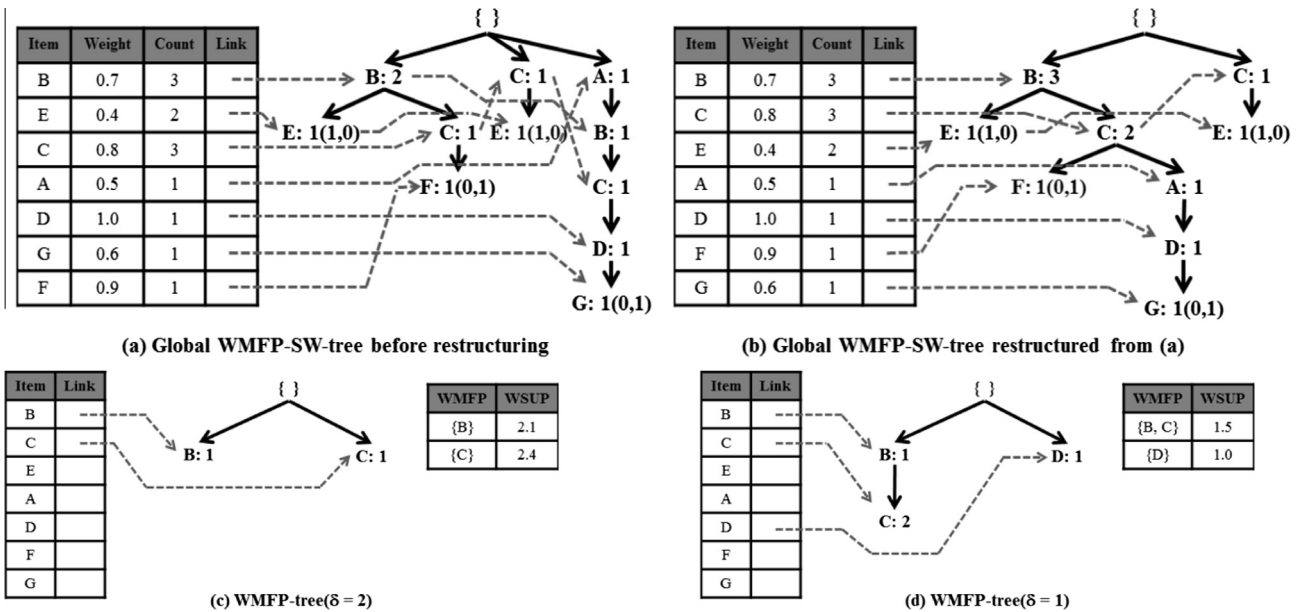 Item Weight Count Link
B 0.7 3
E 0.4 2
C 0.8 3
A 0.5 1
D 1.0 1
G 0.6 1
F 0.9 1
{ }
B: 2 C: 1 A: 1
E: 1(1,0) C: 1 E: 1(1,0) B: 1
F: 1(0,1) C: 1
D: 1
G: 1(0,1)
(a) Global WMFP-SW-tree before restructuring
Item Weight Count Link
B 0.7 3
C 0.8 3
E 0.4 2
A 0.5 1
D 1.0 1
F 0.9 1
G 0.6 1
{ }
B: 3 C: 1
E: 1(1,0) C: 2 E: 1(1,0)
F: 1(0,1) A: 1
D: 1
G: 1(0,1)
(b) Global WMFP-SW-tree restructured from (a)
Item Link
B
C
E
A
D
F
G
{ }
B: 1 C: 1
WMFP WSUP
{B} 2.1
{C} 2.4
(c) WMFP-tree(δ = 2)
Item Link
B
C
E
A
D
F
G
{ }
B: 1 D: 1
C: 2
WMFP WSUP
{B, C} 1.5
{D} 1.0
(d) WMFP-tree(δ = 1)